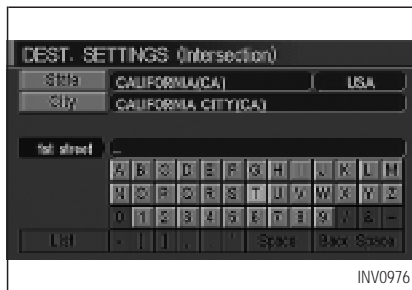 DEST. SETTINGS (Intersection)
State CALIFORNIA(CA) USA
City CALIFORNIA CITY(CA)
1st street _
A B C D E F G H I J K L M
N O P Q R S T U V W X Y Z
0 1 2 3 4 5 6 7 8 9 / & -
List . [ ] , . ' Space Back Space
INV0976